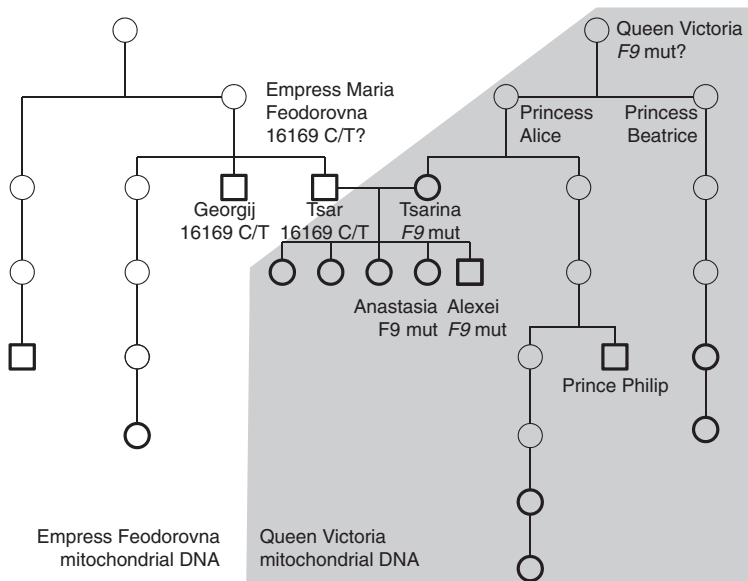 Queen Victoria
F9 mut?
Empress Maria
Feodorovna
16169 C/T?
Princess
Alice
Princess
Beatrice
Georgij
16169 C/T
Tsar
16169 C/T
Tsarina
F9 mut
Anastasia
F9 mut
Alexei
F9 mut
Prince Philip
Empress Feodorovna
mitochondrial DNA
Queen Victoria
mitochondrial DNA